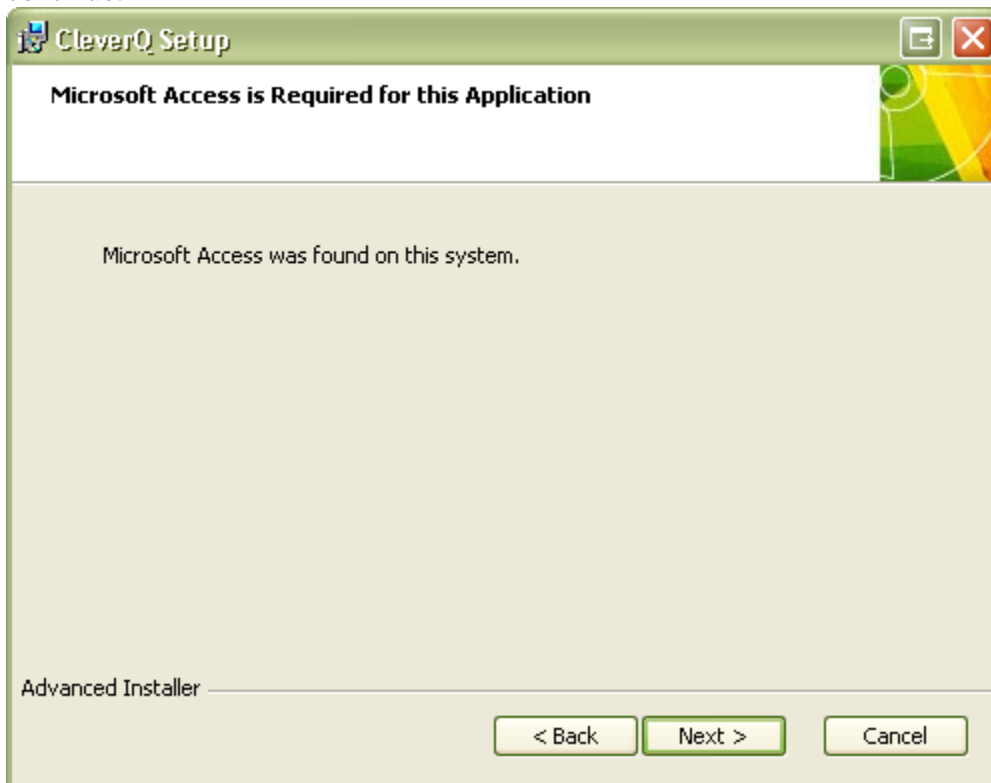 CleverQ Setup
Microsoft Access is Required for this Application
Microsoft Access was found on this system.
Advanced Installer
< Back Next > Cancel